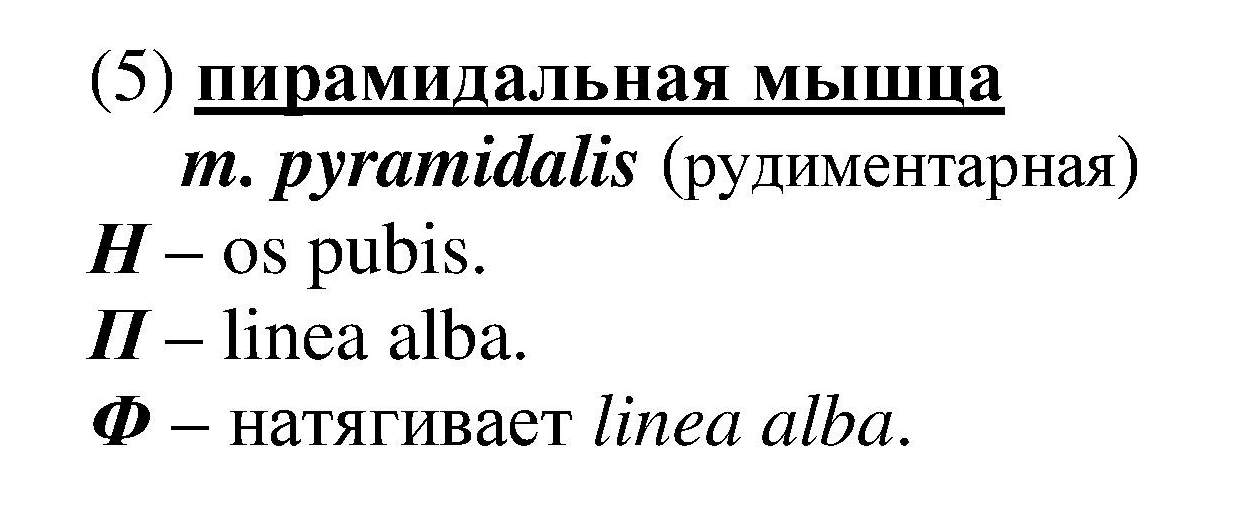 (5) пирамидальная мышца
m. pyramidalis (рудиментарная)
Н – os pubis.
П – linea alba.
Ф – натягивает linea alba.